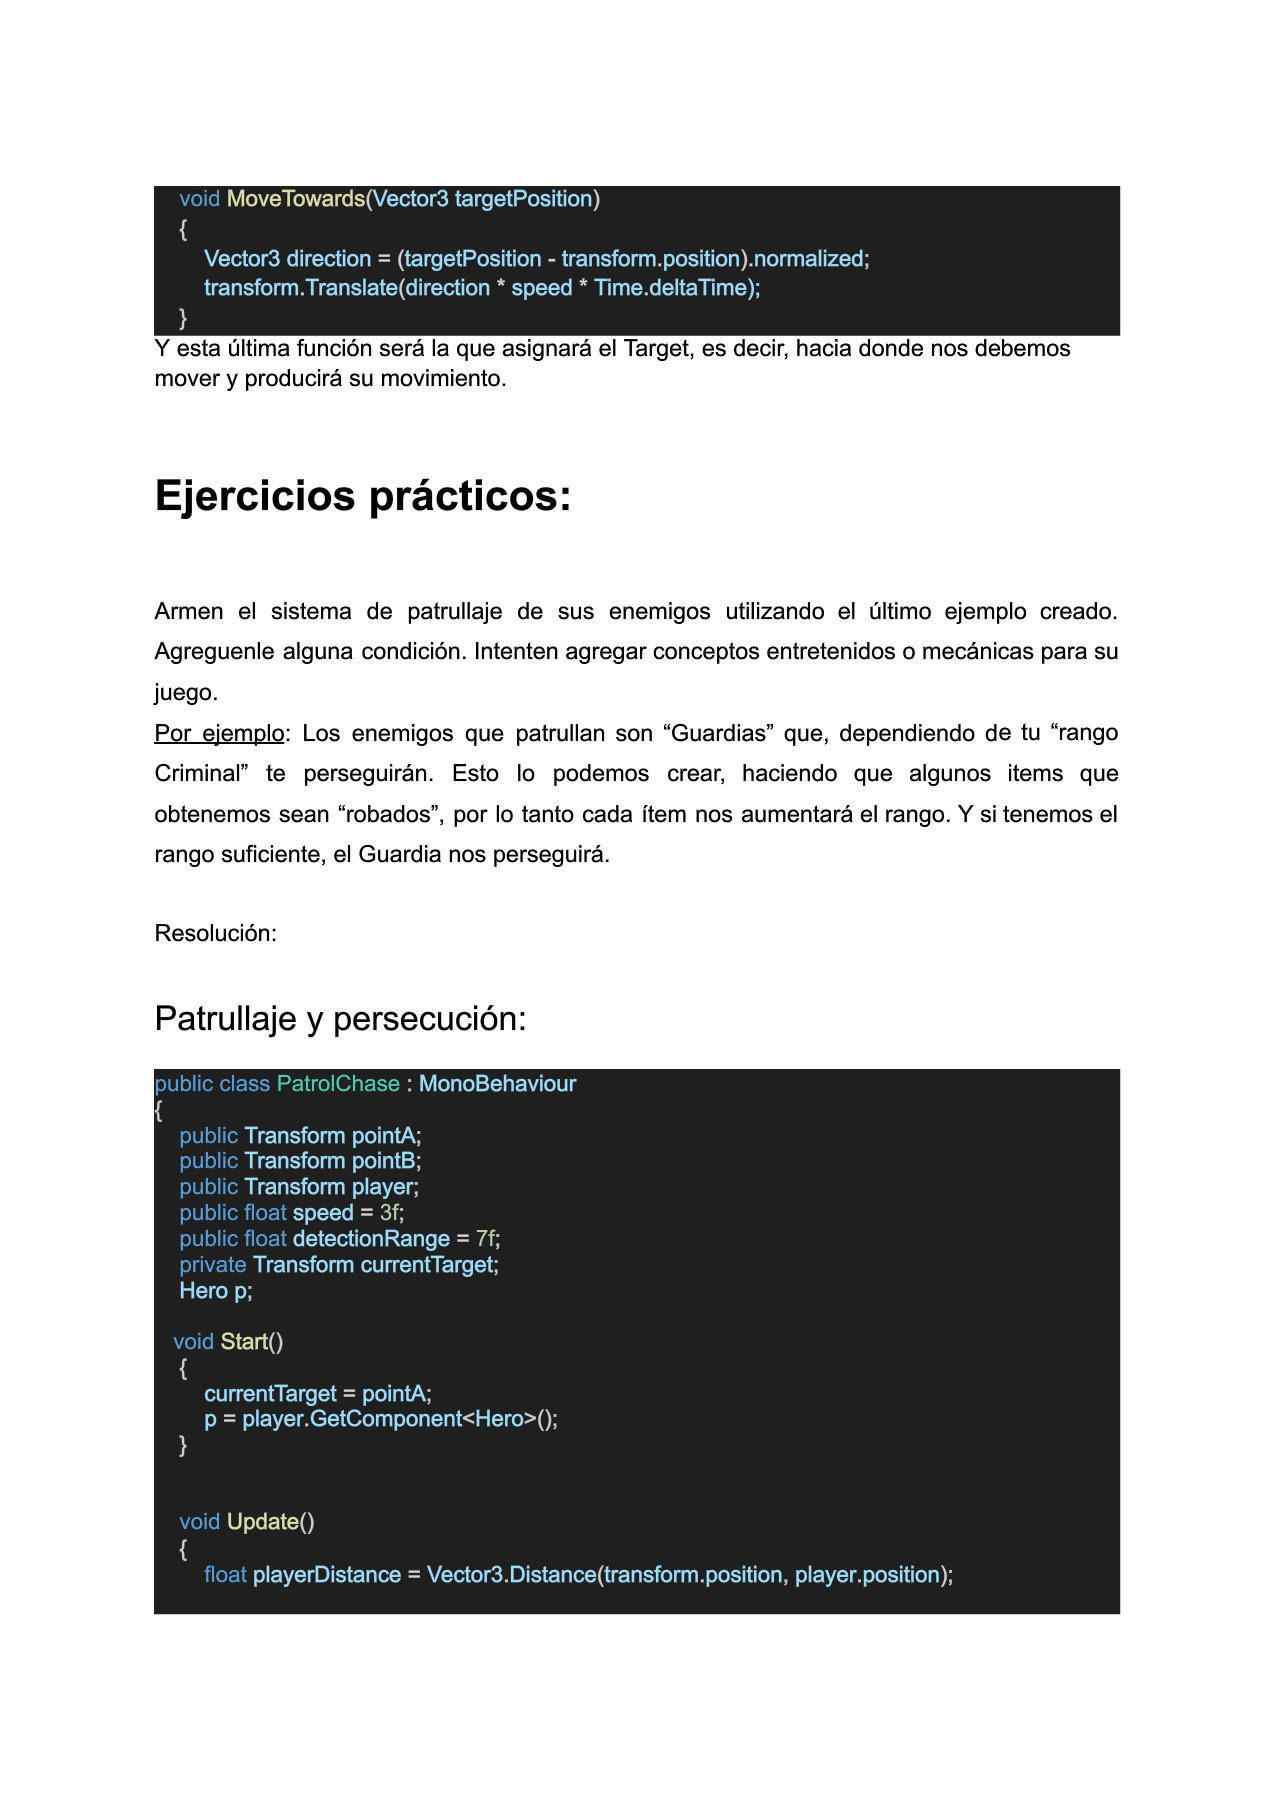 void MoveTowards(Vector3 targetPosition)
{
Vector3 direction = (targetPosition - transform.position).normalized;
transform.Translate(direction * speed * Time.deltaTime);
}
Y esta última función será la que asignará el Target, es decir, hacia donde nos debemos
mover y producirá su movimiento.
Ejercicios prácticos:
Armen el sistema de patrullaje de sus enemigos utilizando el último ejemplo creado.
Agreguenle alguna condición. Intenten agregar conceptos entretenidos o mecánicas para su
juego.
Por ejemplo: Los enemigos que patrullan son “Guardias” que, dependiendo de tu “rango
Criminal” te perseguirán. Esto lo podemos crear, haciendo que algunos items que
obtenemos sean “robados”, por lo tanto cada ítem nos aumentará el rango. Y si tenemos el
rango suficiente, el Guardia nos perseguirá.
Resolución:
Patrullaje y persecución:
public class PatrolChase : MonoBehaviour
{
public Transform pointA;
public Transform pointB;
public Transform player;
public float speed = 3f;
public float detectionRange = 7f;
private Transform currentTarget;
Hero p;
void Start()
{
currentTarget = pointA;
p = player.GetComponent<Hero>();
}
void Update()
{
float playerDistance = Vector3.Distance(transform.position, player.position);